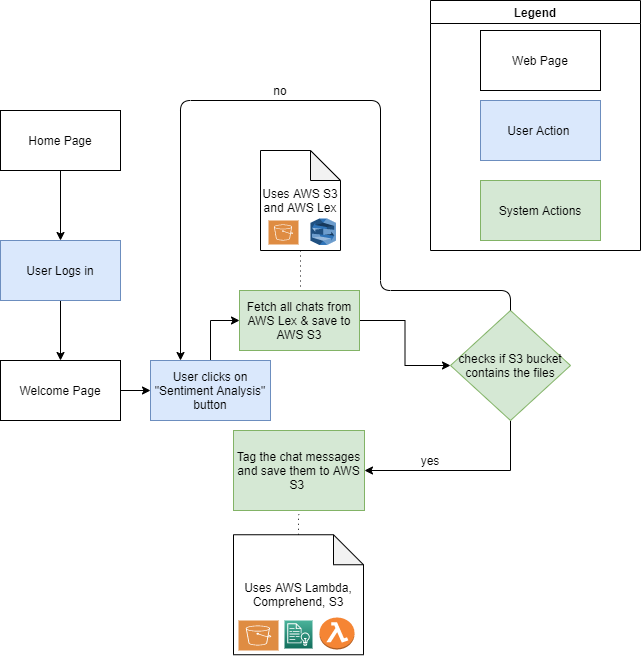 Legend
Web Page
User Action
System Actions
no
Home Page
Uses AWS S3
and AWS Lex
User Logs in
Fetch all chats from
AWS Lex & save to
AWS S3
checks if S3 bucket
contains the files
Welcome Page
User clicks on
"Sentiment Analysis"
button
yes
Tag the chat messages
and save them to AWS
S3
Uses AWS Lambda,
Comprehend, S3